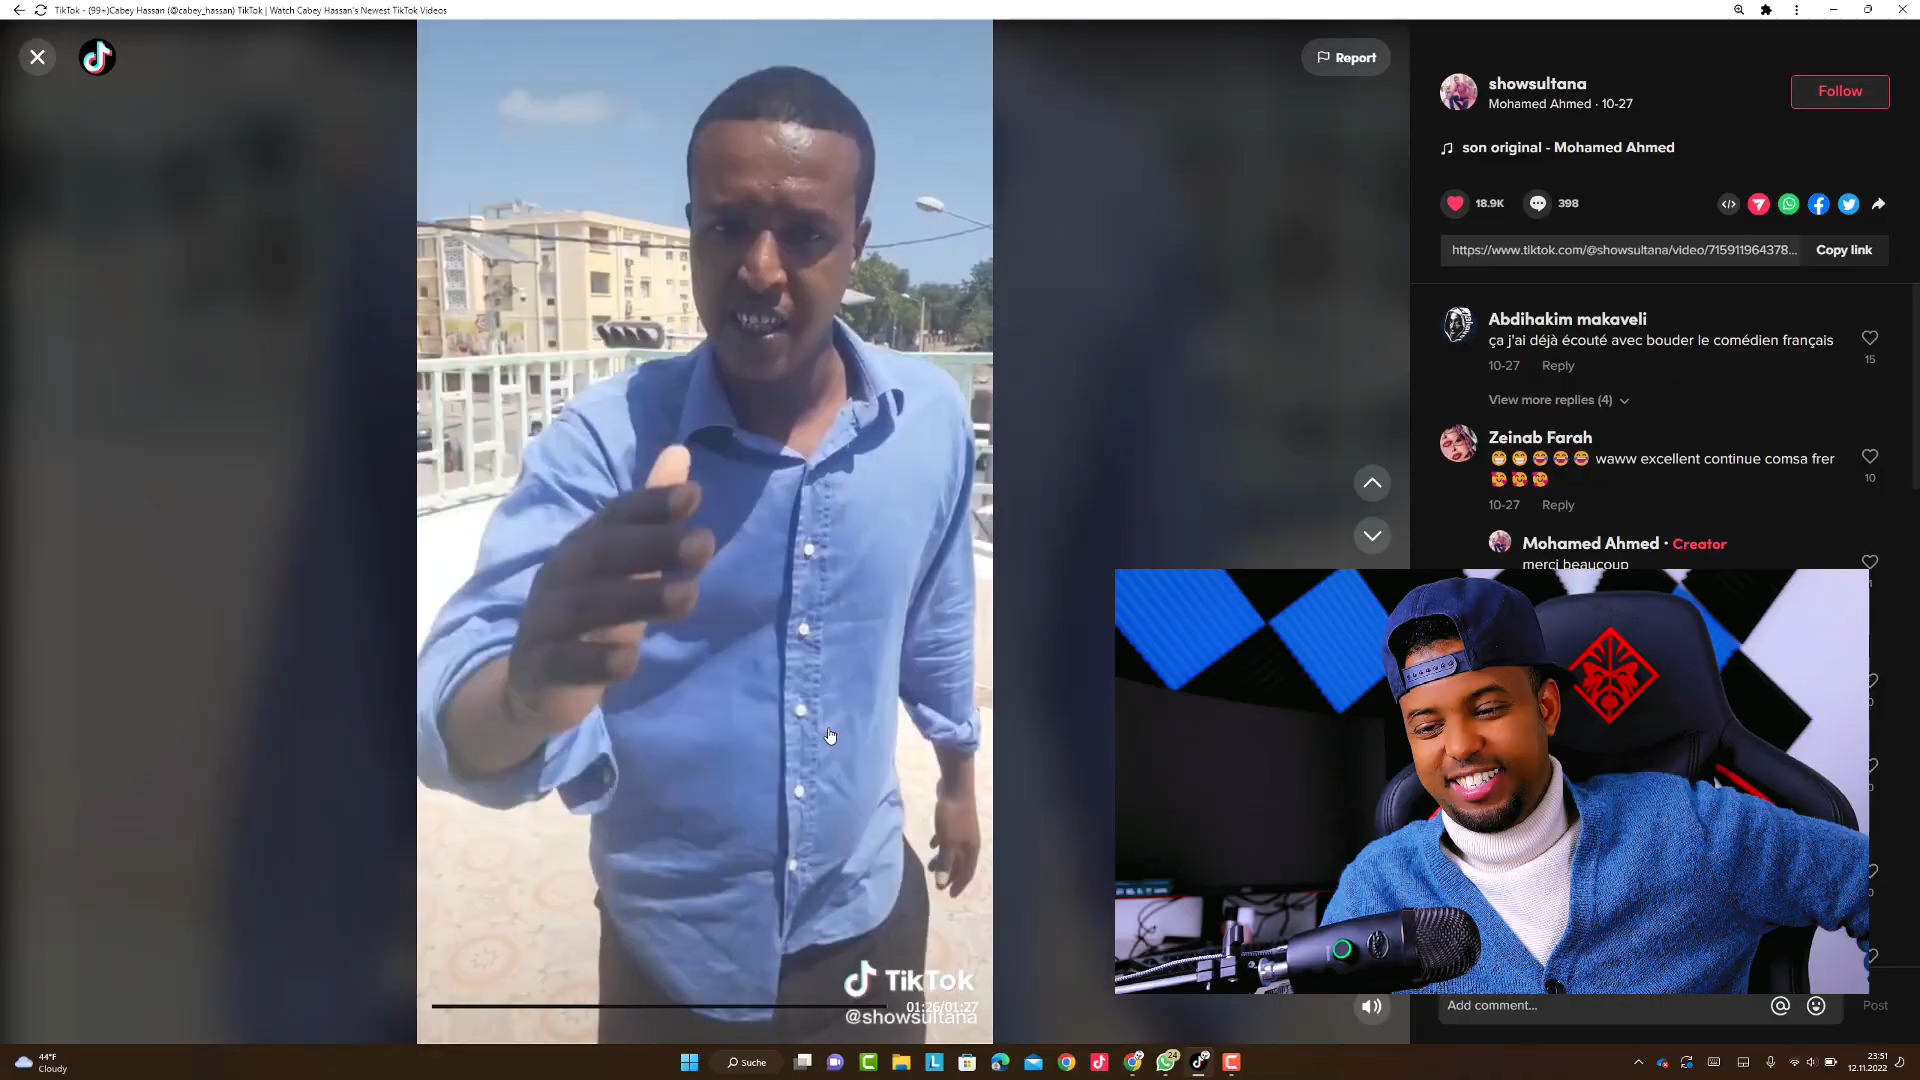 TikTok - (99+)Cabey Hassan (@cabey_hassan) TikTok | Watch Cabey Hassan's Newest TikTok Videos
Report
showsultana
Mohamed Ahmed · 10-27
Follow
son original - Mohamed Ahmed
18.9K
398
https://www.tiktok.com/@showsultana/video/715911964378...
Copy link
Abdihakim makaveli
ça j'ai déjà écouté avec bouder le comédien français
15
10-27 Reply
View more replies (4)
Zeinab Farah
😁😁😂😂😂 waww excellent continue comsa frer
🥰🥰🥰
10
10-27 Reply
Mohamed Ahmed · Creator
merci beaucoup
TikTok
01:26/01:27
@showsultana
Add comment...
Post
44°F
Cloudy
Suche
24
23:51
12.11.2022